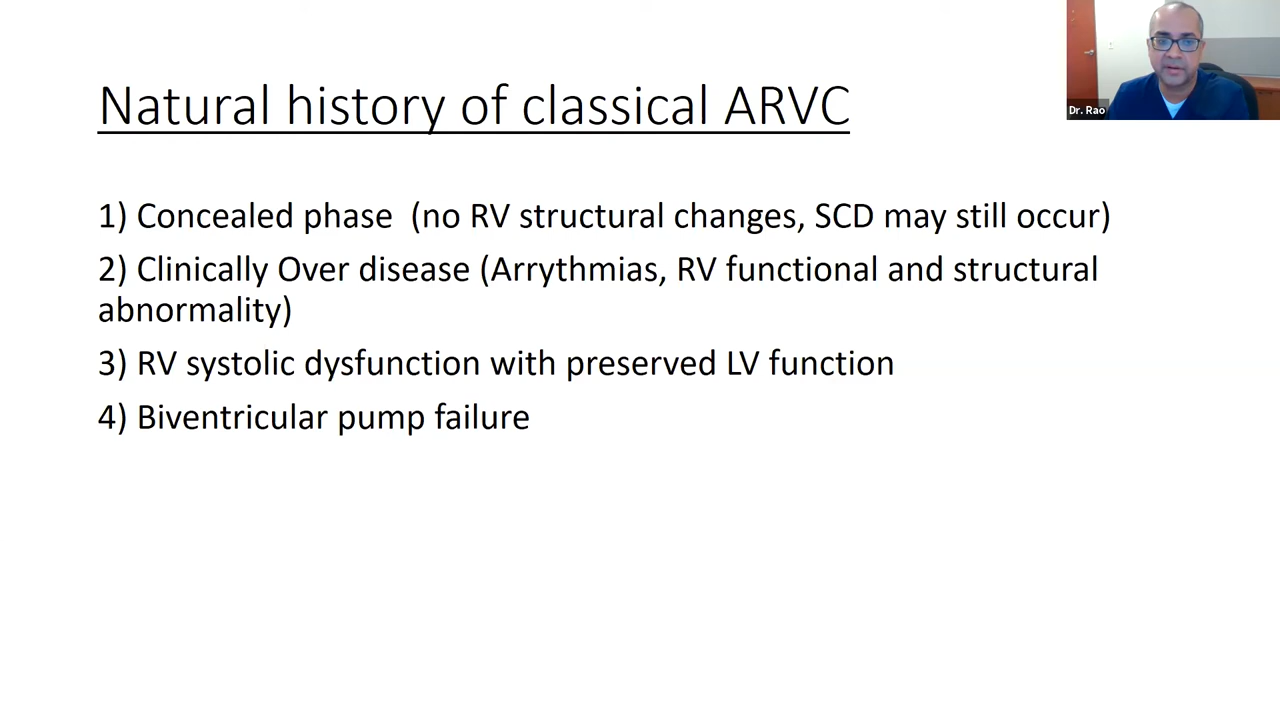 Natural history of classical ARVC
Dr. Rao
1) Concealed phase  (no RV structural changes, SCD may still occur)
2) Clinically Over disease (Arrythmias, RV functional and structural
abnormality)
3) RV systolic dysfunction with preserved LV function
4) Biventricular pump failure